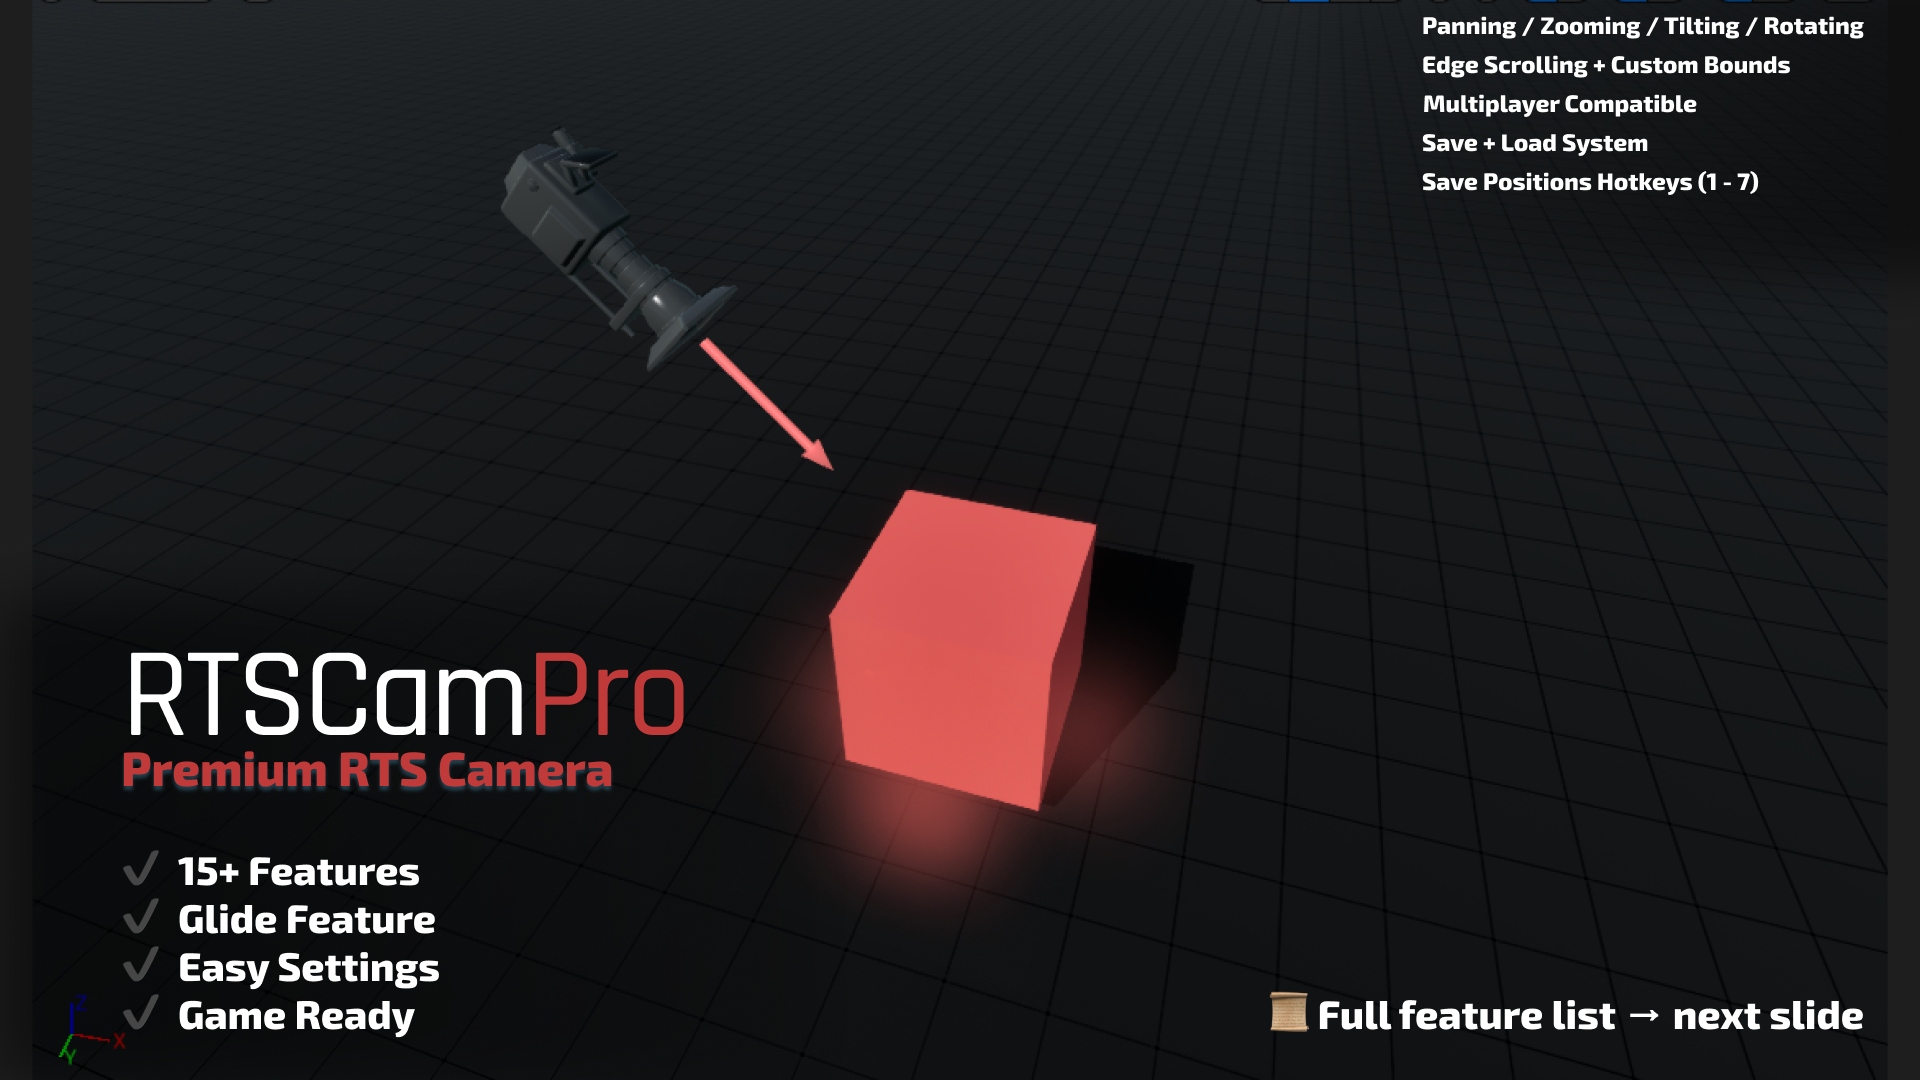 Panning / Zooming / Tilting / Rotating
Edge Scrolling + Custom Bounds
Multiplayer Compatible
Save + Load System
Save Positions Hotkeys (1 - 7)
RTSCamPro
Premium RTS Camera
✓ 15+ Features
✓ Glide Feature
✓ Easy Settings
✓ Game Ready
Z
X
Y
Full feature list → next slide